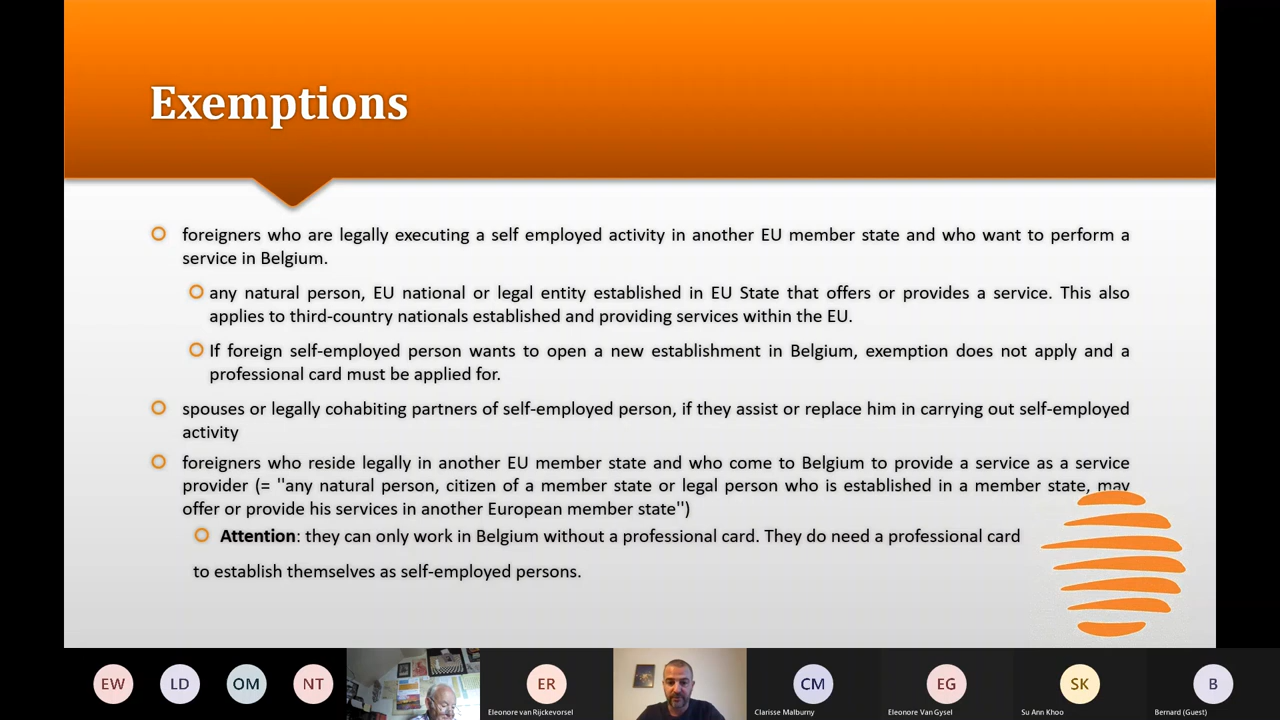 Exemptions
foreigners who are legally executing a self employed activity in another EU member state and who want to perform a
service in Belgium.
any natural person, EU national or legal entity established in EU State that offers or provides a service. This also
applies to third-country nationals established and providing services within the EU.
If foreign self-employed person wants to open a new establishment in Belgium, exemption does not apply and a
professional card must be applied for.
spouses or legally cohabiting partners of self-employed person, if they assist or replace him in carrying out self-employed
activity
foreigners who reside legally in another EU member state and who come to Belgium to provide a service as a service
provider (= ''any natural person, citizen of a member state or legal person who is established in a member state, may
offer or provide his services in another European member state'')
Attention: they can only work in Belgium without a professional card. They do need a professional card
to establish themselves as self-employed persons.
EW LD OM NT ER CM EG SK B
Eleonore van Rijckevorsel Clarisse Malburny Eleonore Van Gysel Su Ann Khoo Bernard (Guest)